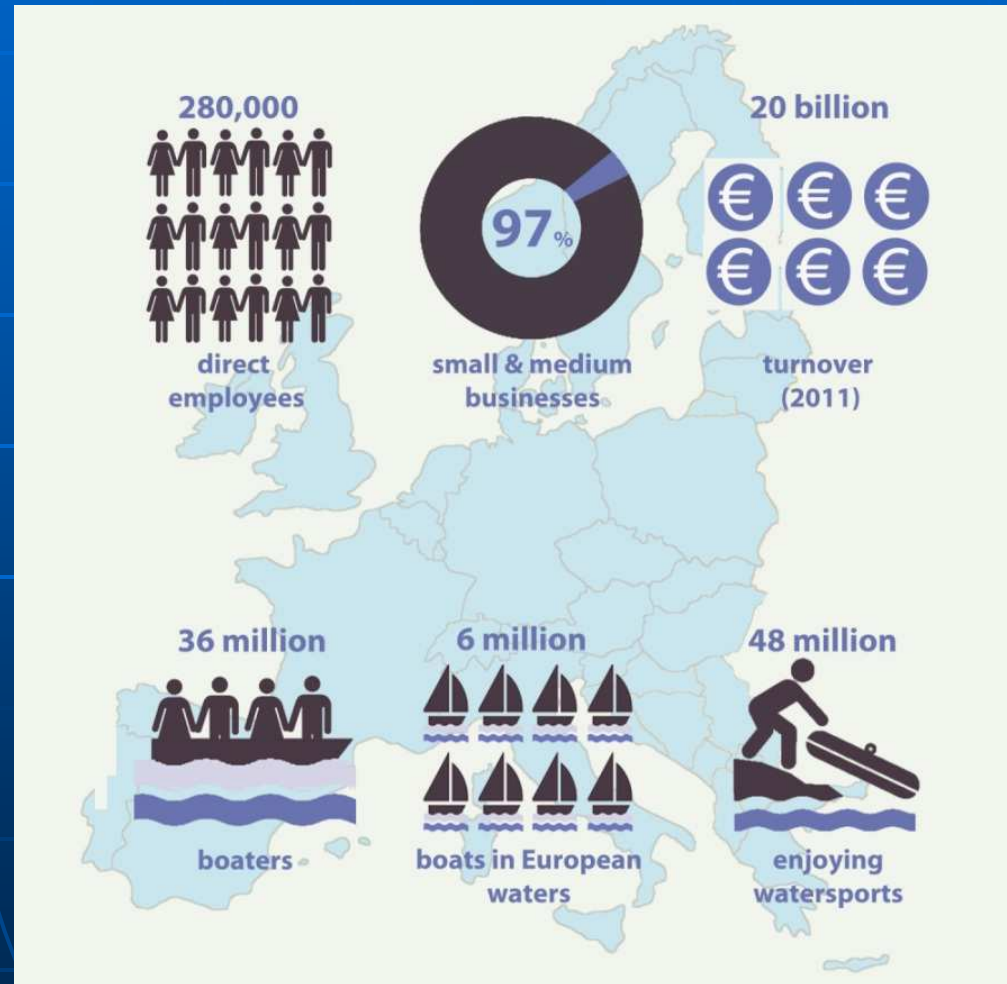 280,000
direct
employees
97%
small & medium
businesses
20 billion
€ € €
€ € €
turnover
(2011)
36 million
boaters
6 million
boats in European
waters
48 million
enjoying
watersports